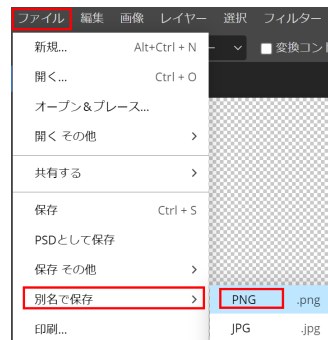 ファイル 編集 画像 レイヤー 選択 フィルター
新規... Alt+Ctrl + N
変換コント
開く... Ctrl + O
オープン＆プレース...
開く その他 >
共有する >
保存 Ctrl + S
PSDとして保存
保存 その他 >
別名で保存 > PNG .png
印刷... JPG .jpg